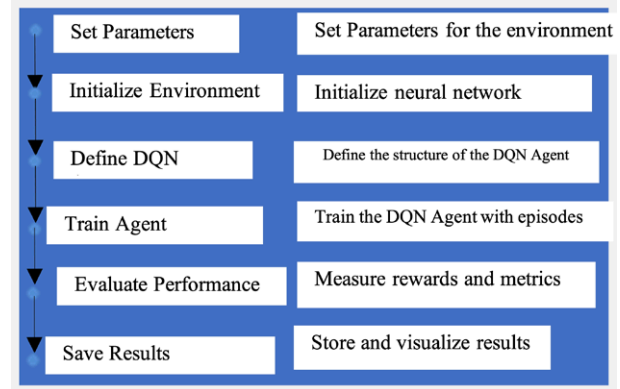 Set Parameters
Set Parameters for the environment
Initialize Environment
Initialize neural network
Define DQN
Define the structure of the DQN Agent
Train Agent
Train the DQN Agent with episodes
Evaluate Performance
Measure rewards and metrics
Save Results
Store and visualize results